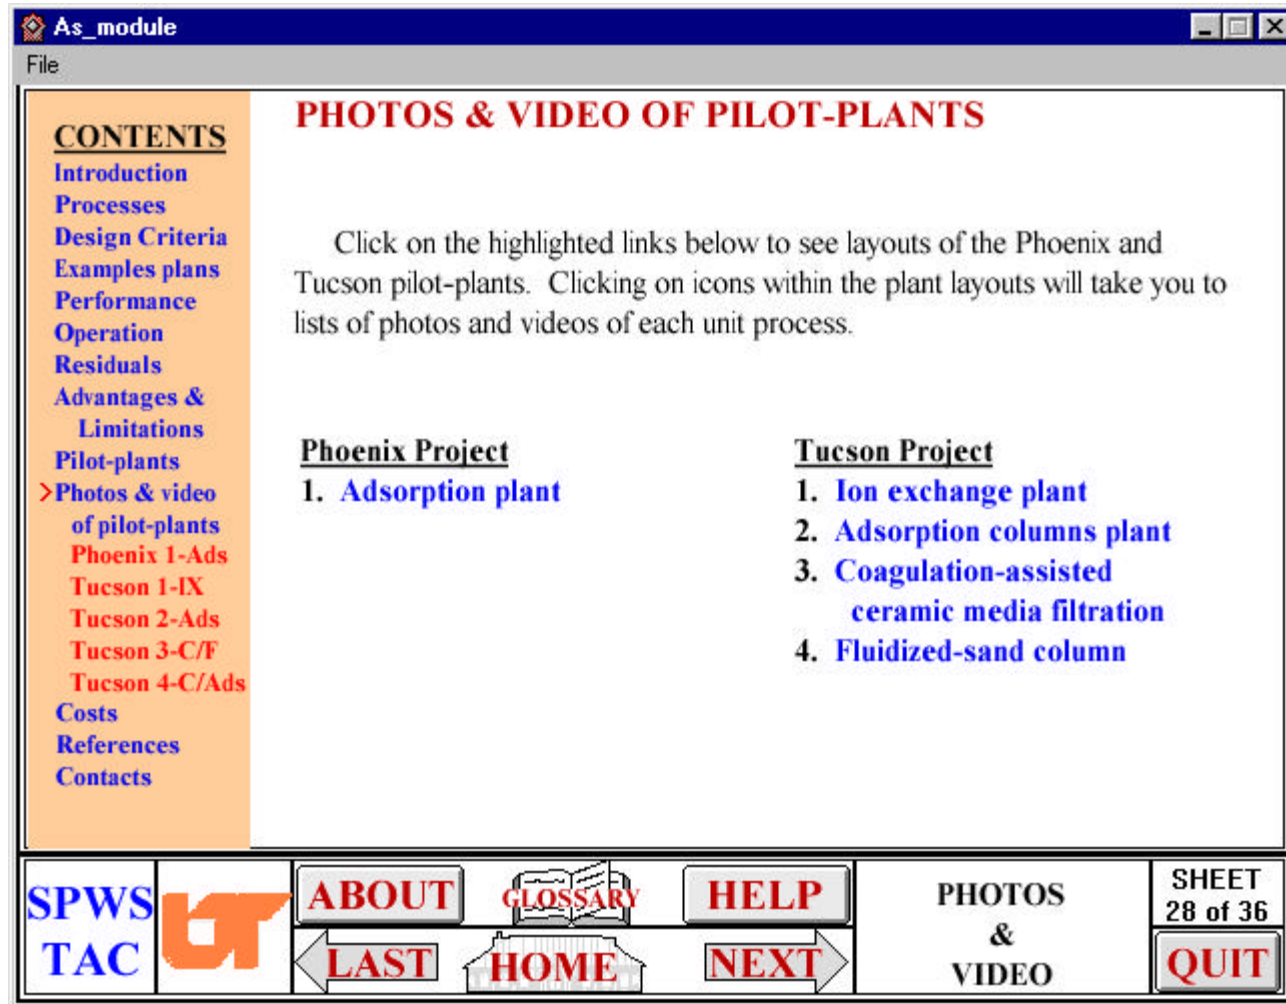 As_module
File
CONTENTS
Introduction
Processes
Design Criteria
Examples plans
Performance
Operation
Residuals
Advantages &
Limitations
Pilot-plants
>Photos & video
of pilot-plants
Phoenix 1-Ads
Tucson 1-IX
Tucson 2-Ads
Tucson 3-C/F
Tucson 4-C/Ads
Costs
References
Contacts
PHOTOS & VIDEO OF PILOT-PLANTS
Click on the highlighted links below to see layouts of the Phoenix and
Tucson pilot-plants. Clicking on icons within the plant layouts will take you to
lists of photos and videos of each unit process.
Phoenix Project
1. Adsorption plant
Tucson Project
1. Ion exchange plant
2. Adsorption columns plant
3. Coagulation-assisted
ceramic media filtration
4. Fluidized-sand column
SPWS
TAC
UT
ABOUT
GLOSSARY
HELP
LAST
HOME
NEXT
PHOTOS
&
VIDEO
SHEET
28 of 36
QUIT